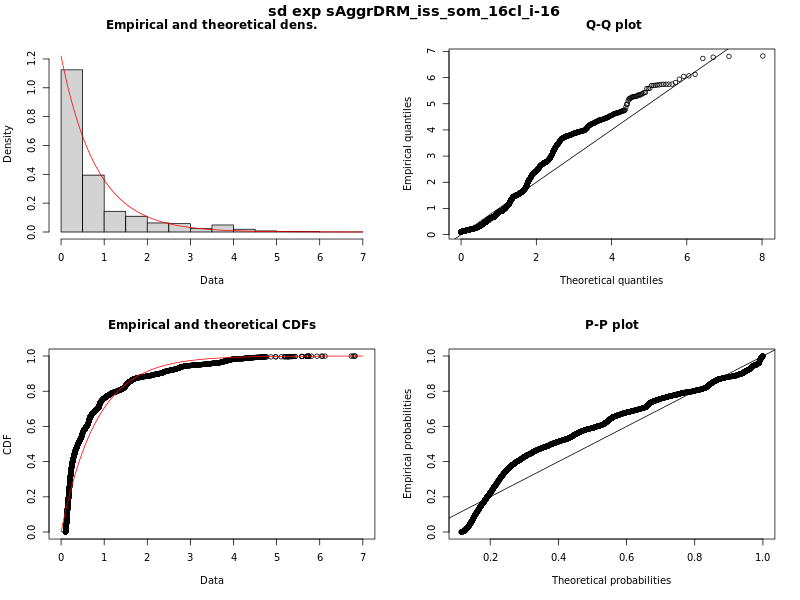 sd exp sAggrDRM_iss_som_16cl_i-16
Empirical and theoretical dens.
Density
0.0 0.2 0.4 0.6 0.8 1.0 1.2
0 1 2 3 4 5 6 7
Data
Q-Q plot
Empirical quantiles
0 1 2 3 4 5 6 7
0 2 4 6 8
Theoretical quantiles
Empirical and theoretical CDFs
CDF
0.0 0.2 0.4 0.6 0.8 1.0
0 1 2 3 4 5 6 7
Data
P-P plot
Empirical probabilities
0.0 0.2 0.4 0.6 0.8 1.0
0.2 0.4 0.6 0.8 1.0
Theoretical probabilities